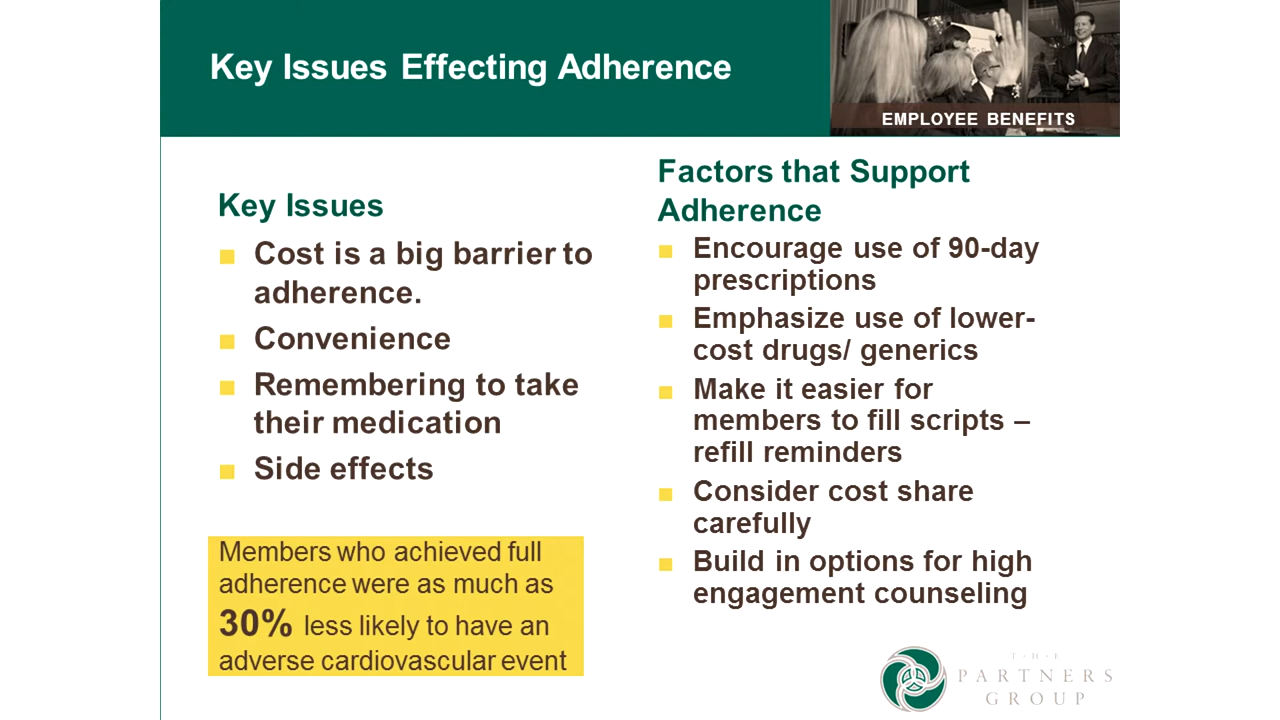 Key Issues Effecting Adherence
EMPLOYEE BENEFITS
Key Issues
Cost is a big barrier to
adherence.
Convenience
Remembering to take
their medication
Side effects
Members who achieved full
adherence were as much as
30% less likely to have an
adverse cardiovascular event
Factors that Support
Adherence
Encourage use of 90-day
prescriptions
Emphasize use of lower-
cost drugs/ generics
Make it easier for
members to fill scripts –
refill reminders
Consider cost share
carefully
Build in options for high
engagement counseling
THE
PARTNERS
GROUP